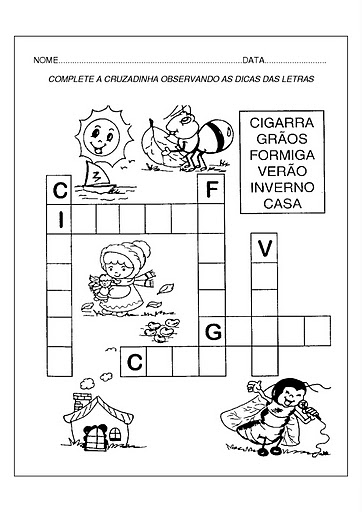 NOME.......................................................................DATA........................
COMPLETE A CRUZADINHA OBSERVANDO AS DICAS DAS LETRAS
CIGARRA
GRÃOS
FORMIGA
VERÃO
INVERNO
CASA
C
F
I
V
G
C